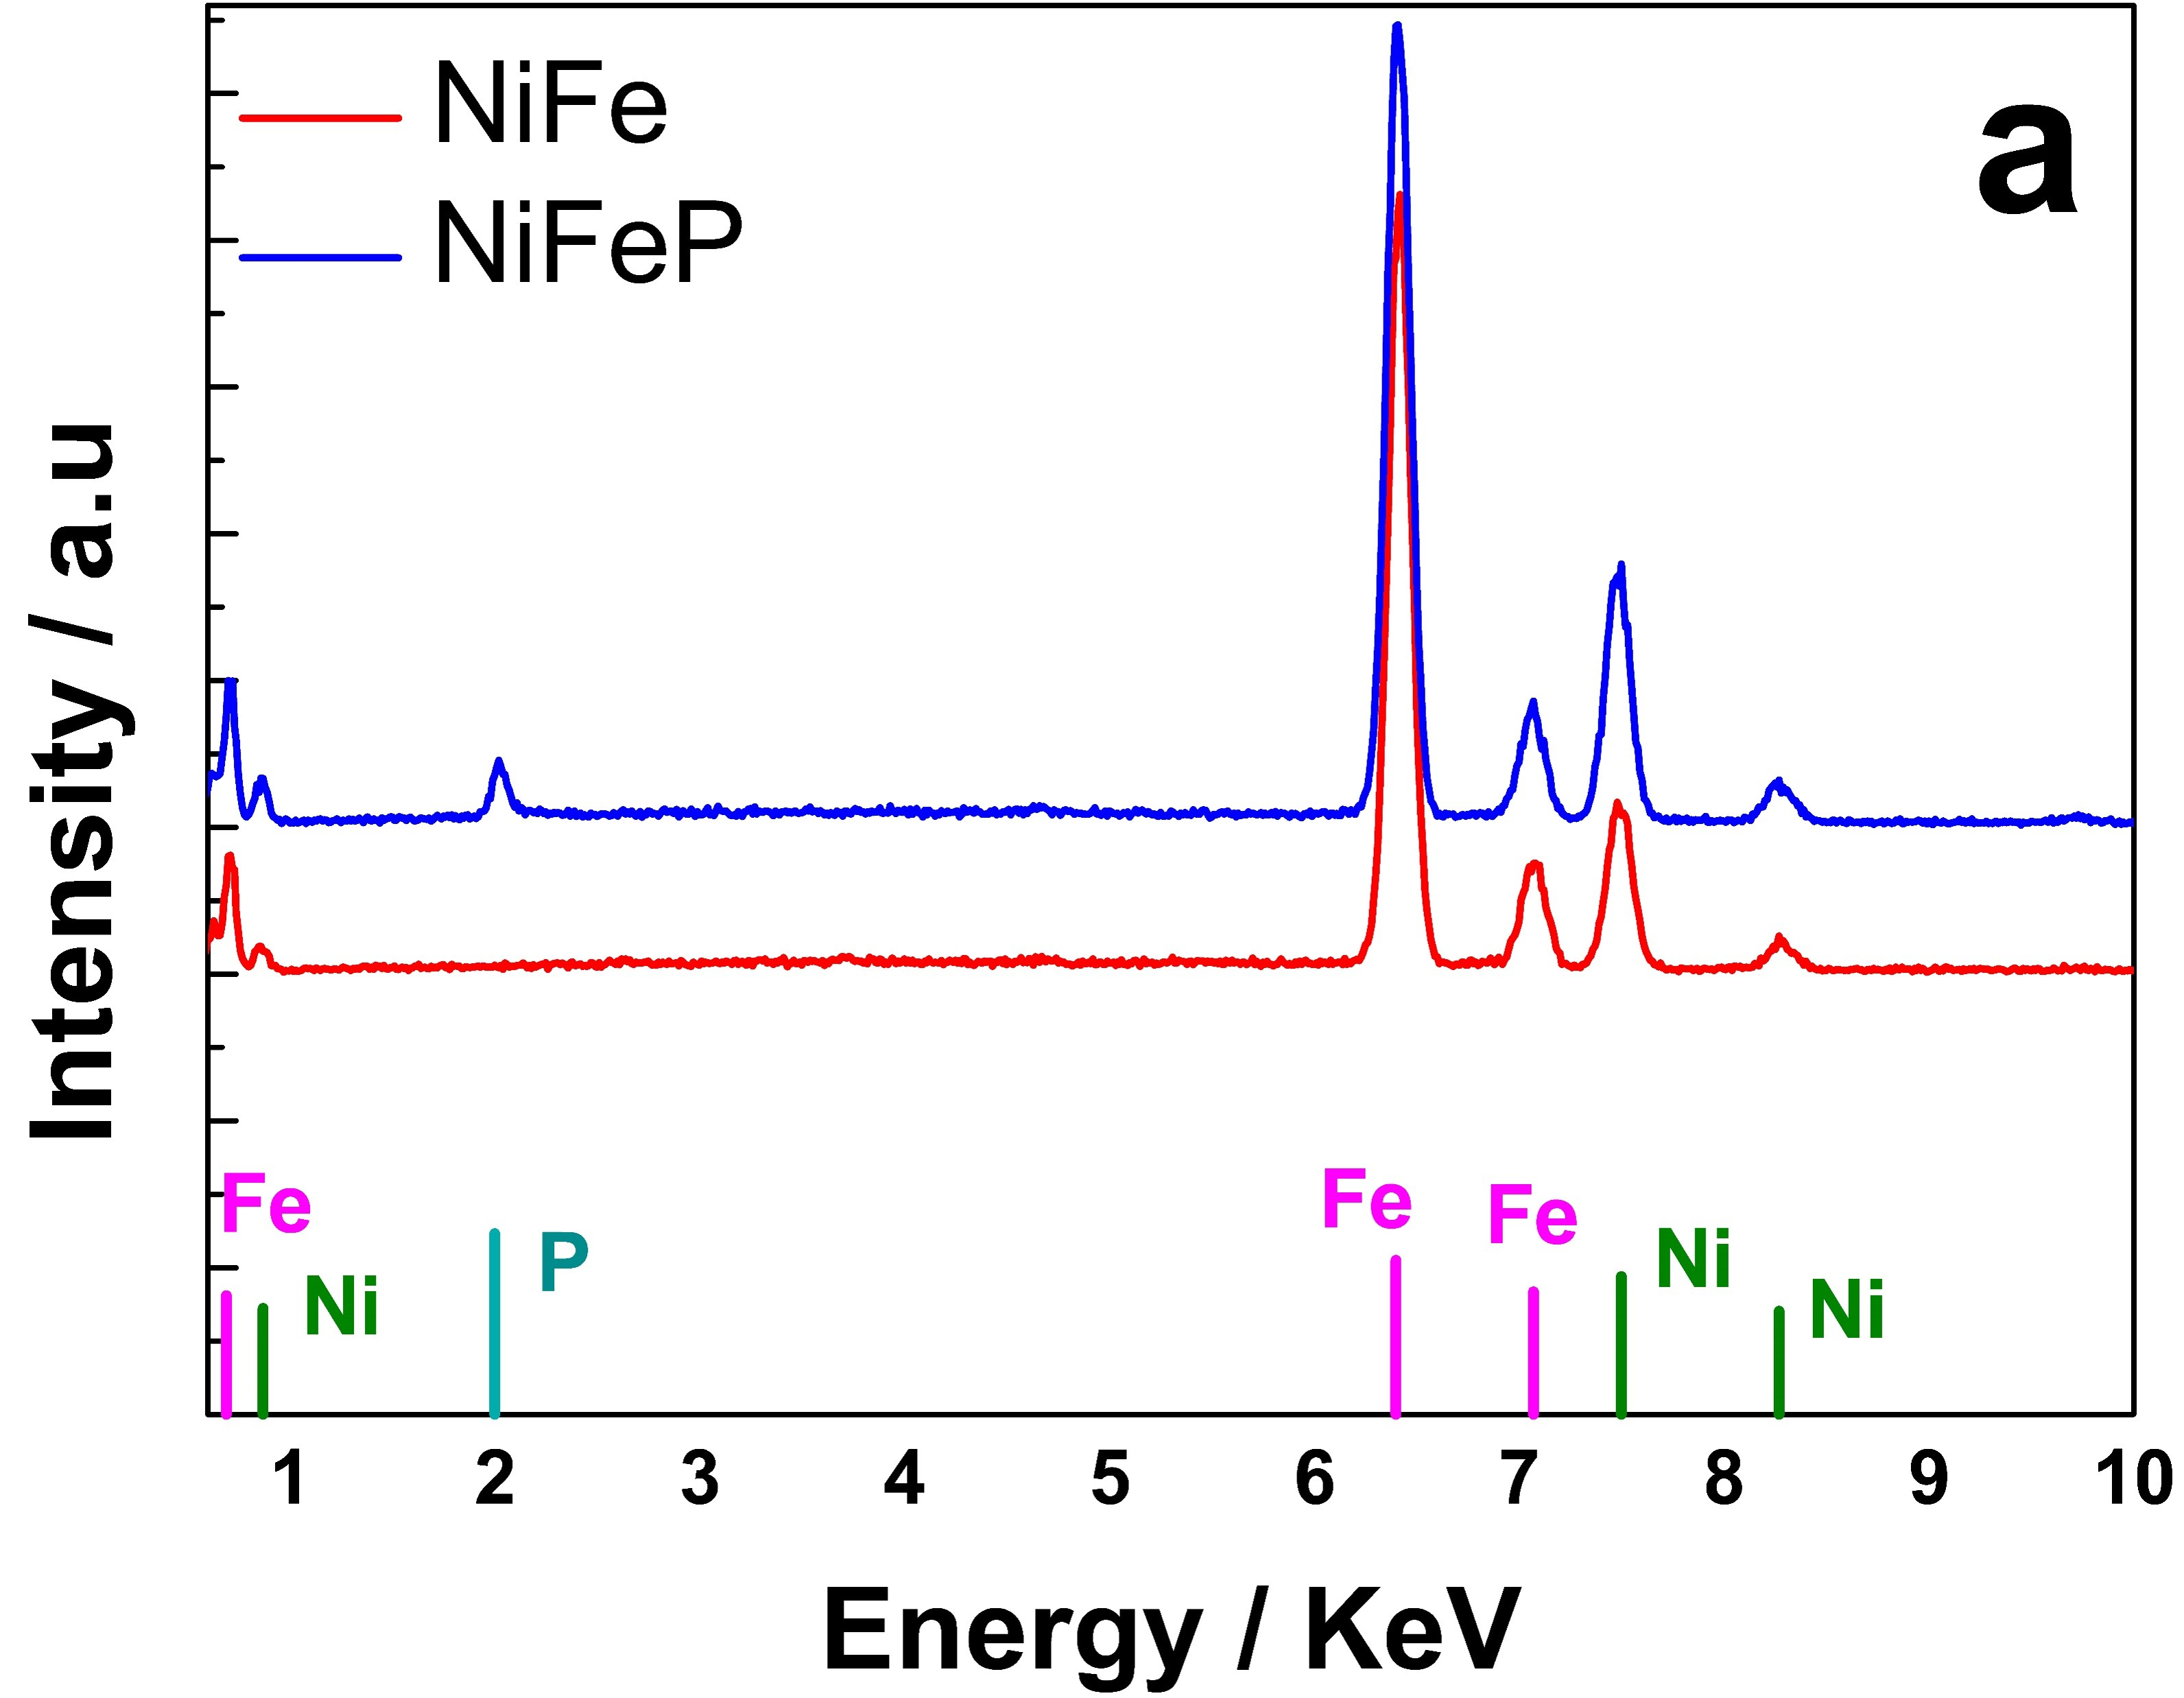 NiFe
NiFeP
a
Intensity / a.u
Fe
Ni
P
Fe
Fe
Ni
Ni
1 2 3 4 5 6 7 8 9 10
Energy / KeV